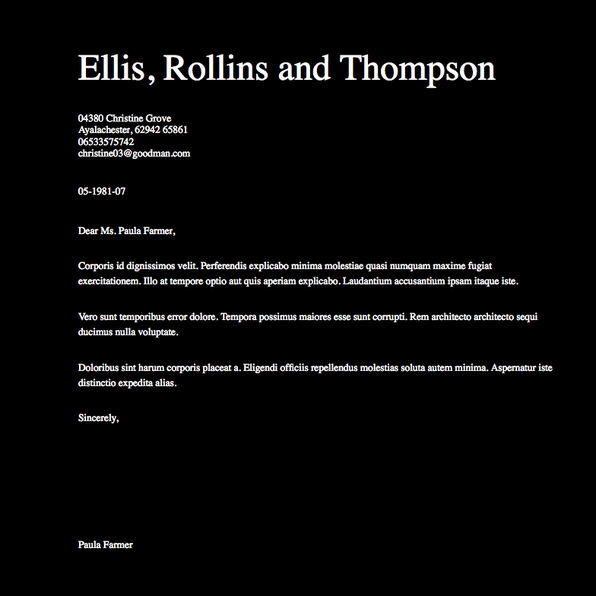 Ellis, Rollins and Thompson
04380 Christine Grove
Ayalachester, 62942 65861
06533575742
christine03@goodman.com
05-1981-07
Dear Ms. Paula Farmer,
Corporis id dignissimos velit. Perferendis explicabo minima molestiae quasi numquam maxime fugiat
exercitationem. Illo at tempore optio aut quis aperiam explicabo. Laudantium accusantium ipsam itaque iste.
Vero sunt temporibus error dolore. Tempora possimus maiores esse sunt corrupti. Rem architecto architecto sequi
ducimus nulla voluptate.
Doloribus sint harum corporis placeat a. Eligendi officiis repellendus molestias soluta autem minima. Aspernatur iste
distinctio expedita alias.
Sincerely,
Paula Farmer